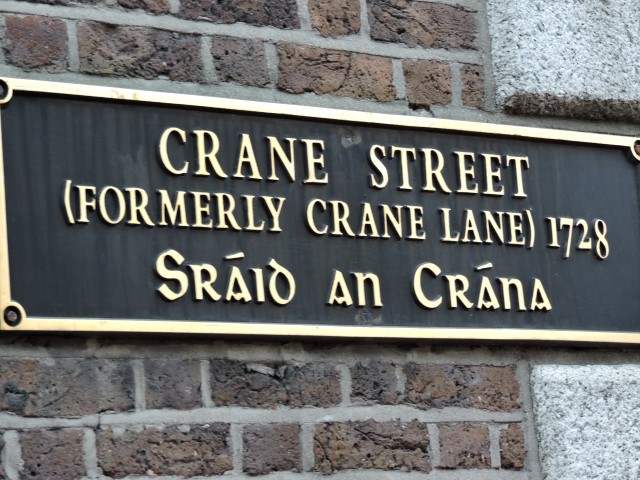 CRANE STREET
(FORMERLY CRANE LANE) 1728
Sráid an Crána